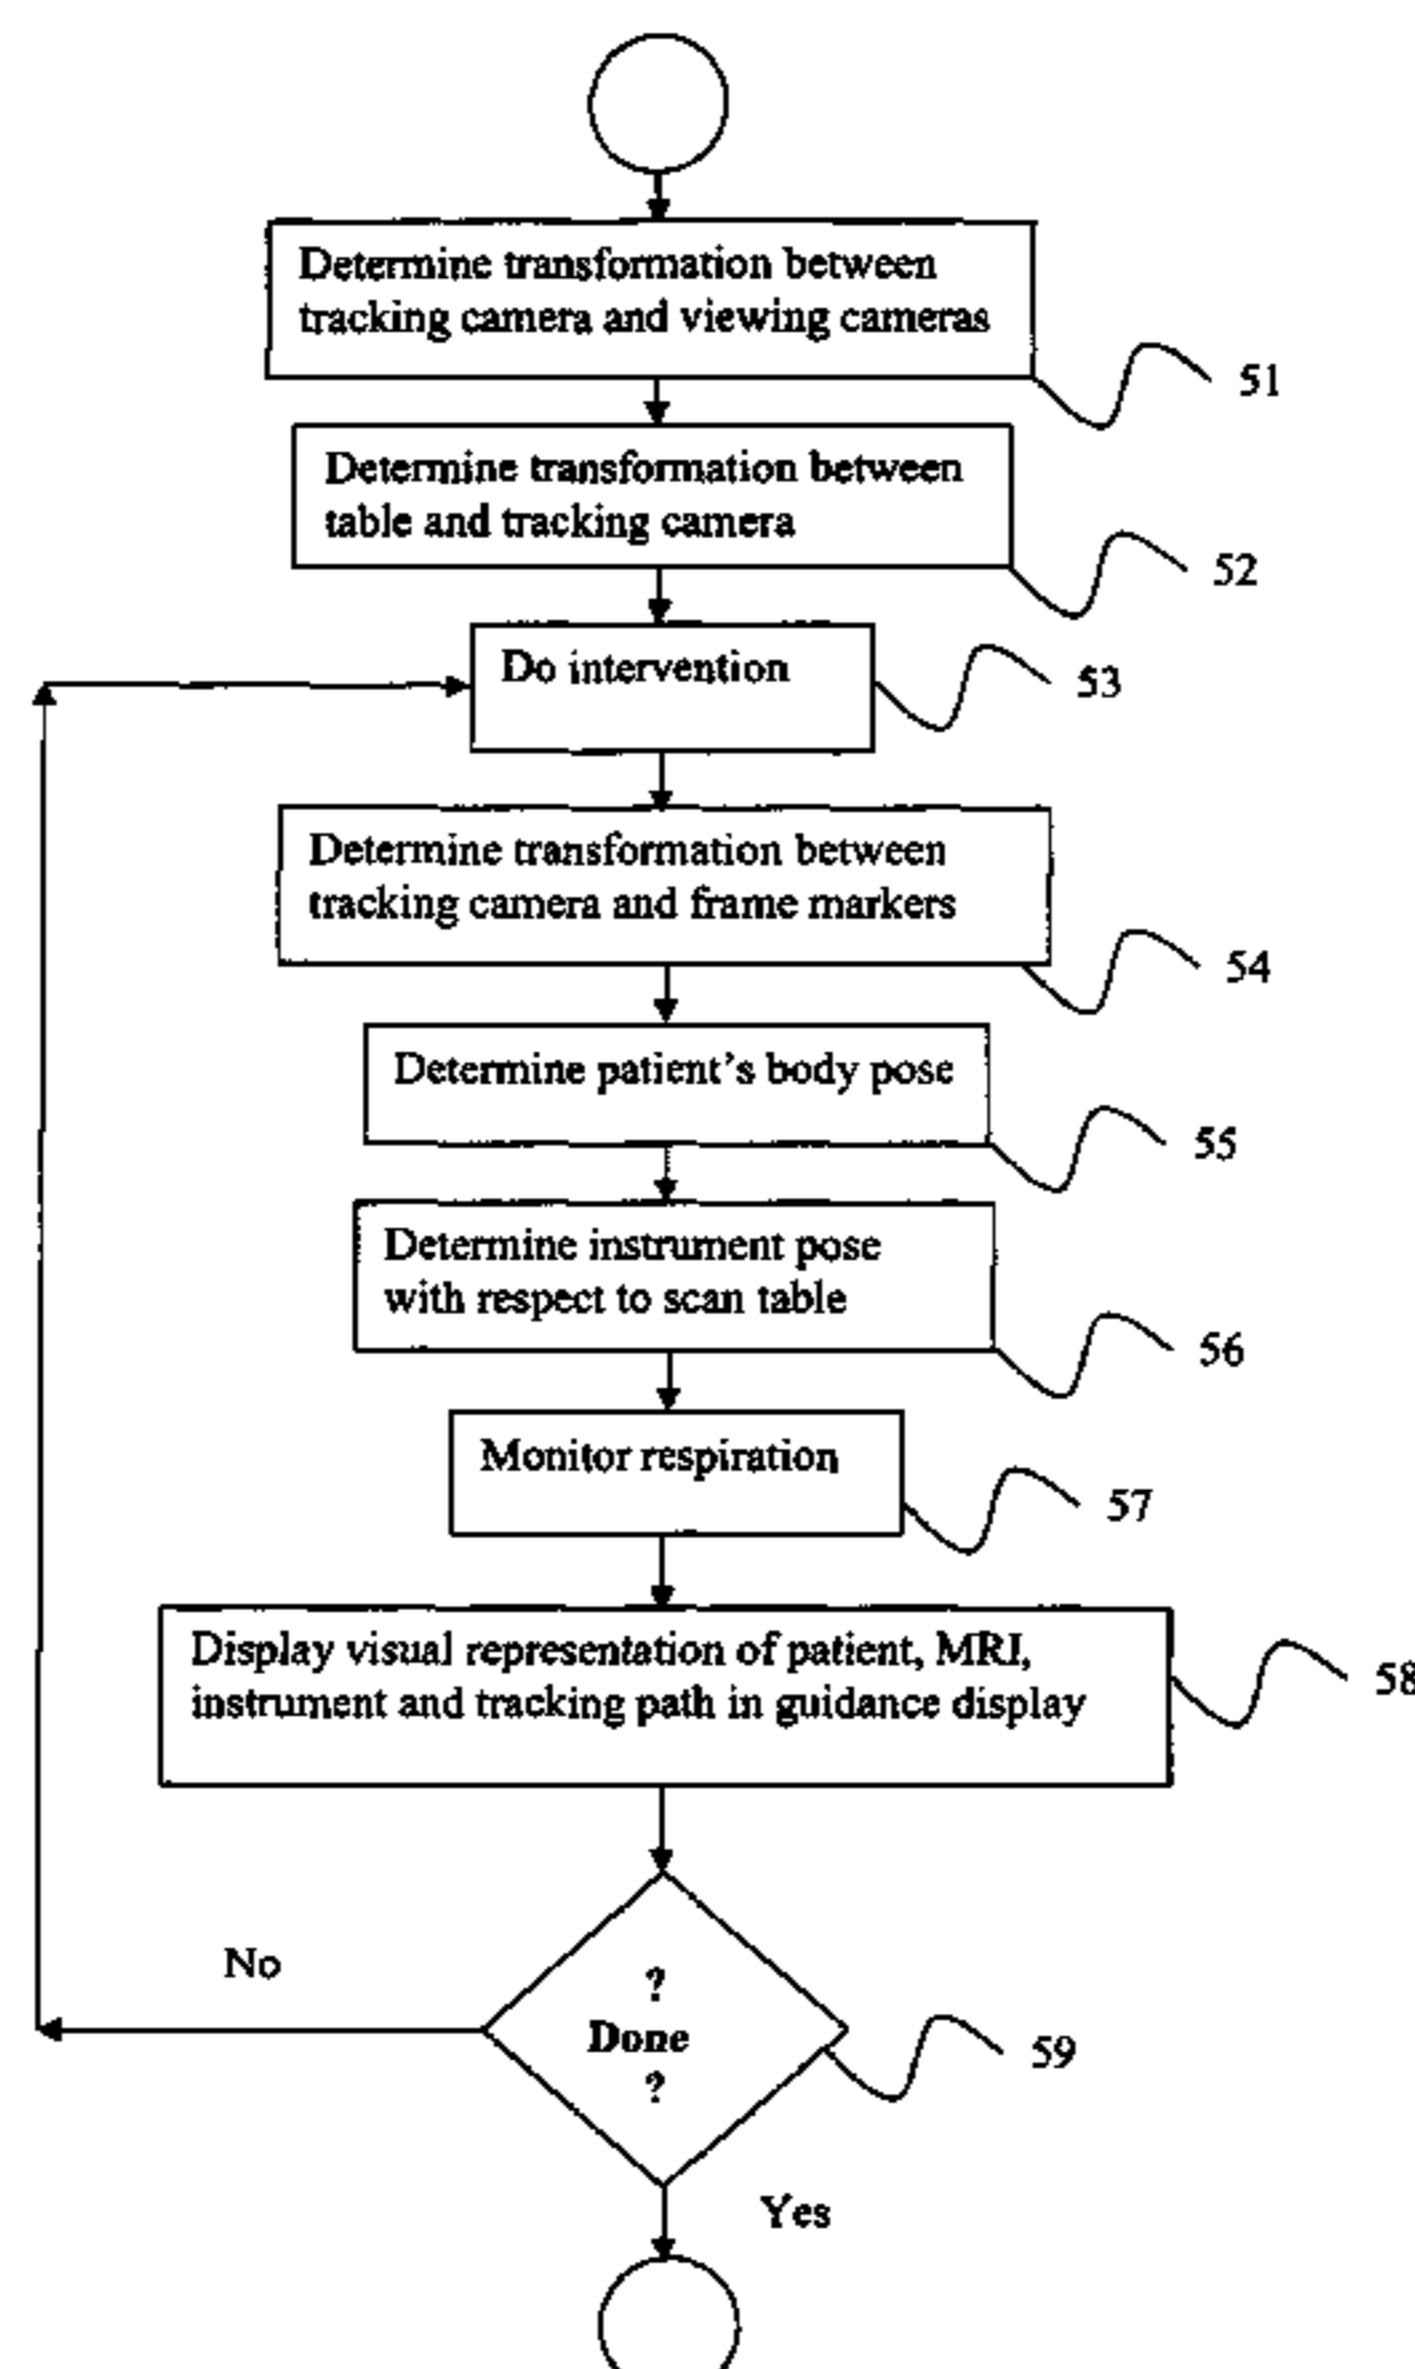 Determine transformation between
tracking camera and viewing cameras
51
Determine transformation between
table and tracking camera
52
Do intervention
53
Determine transformation between
tracking camera and frame markers
54
Determine patient's body pose
55
Determine instrument pose
with respect to scan table
56
Monitor respiration
57
Display visual representation of patient, MRI,
instrument and tracking path in guidance display
58
No
?
Done
?
59
Yes